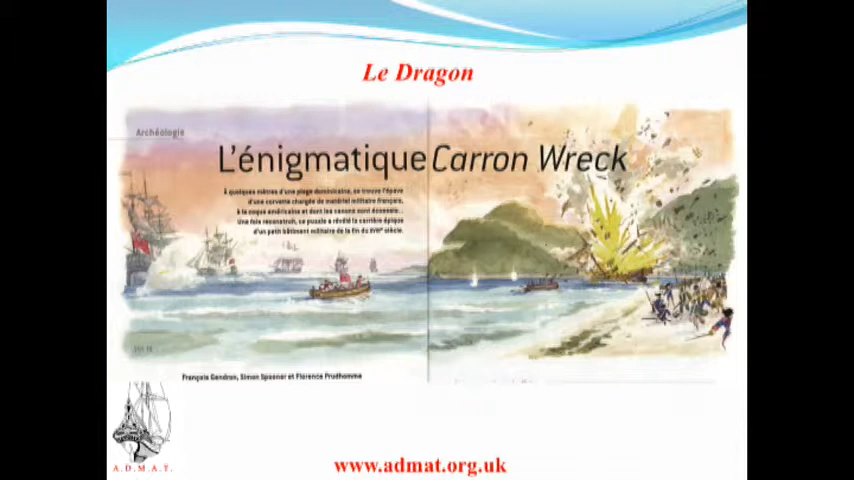 Le Dragon
Archéologie
L'énigmatique Carron Wreck
À quelques mètres d'une plage dominicaine, se trouve l'épave
d'une corvette chargée de matériel militaire français,
à la coque américaine et dont les canons sont écossais...
Une fois reconstruit, ce puzzle a révélé la carrière épique
d'un petit bâtiment militaire de la fin du XVIIIe siècle.
François Gendron, Simon Spooner et Florence Prudhomme
A.D.M.A.T.
www.admat.org.uk